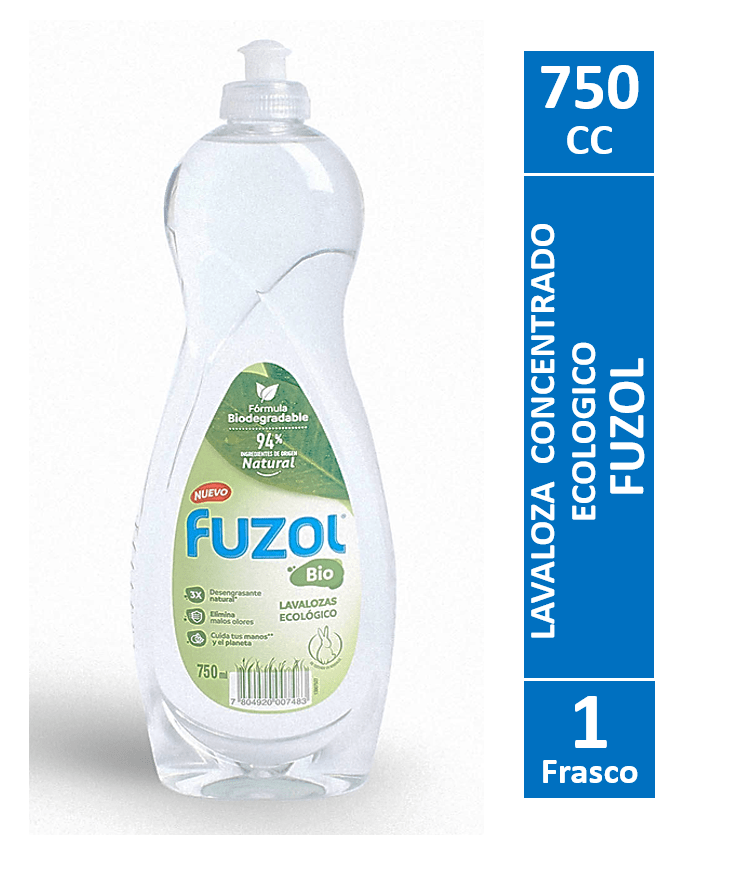 Fórmula
Biodegradable
94%
INGREDIENTES DE ORIGEN
Natural
NUEVO
FUZOL
Bio
LAVALOZAS
ECOLÓGICO
3X
Desengrasante
natural*
Elimina
malos olores
Cuida tus manos**
y el planeta
750 ml
7 804920 007483
750
CC
LAVALOZA CONCENTRADO
ECOLOGICO
FUZOL
1
Frasco